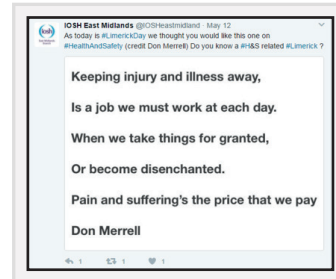 IOSH East Midlands @IOSHeastmidland · May 12
As today is #LimerickDay we thought you would like this one on
#HealthAndSafety (credit Don Merrell) Do you know a #H&S related #Limerick ?
iosh
Keeping injury and illness away,
Is a job we must work at each day.
When we take things for granted,
Or become disenchanted.
Pain and suffering's the price that we pay
Don Merrell
1 1 1